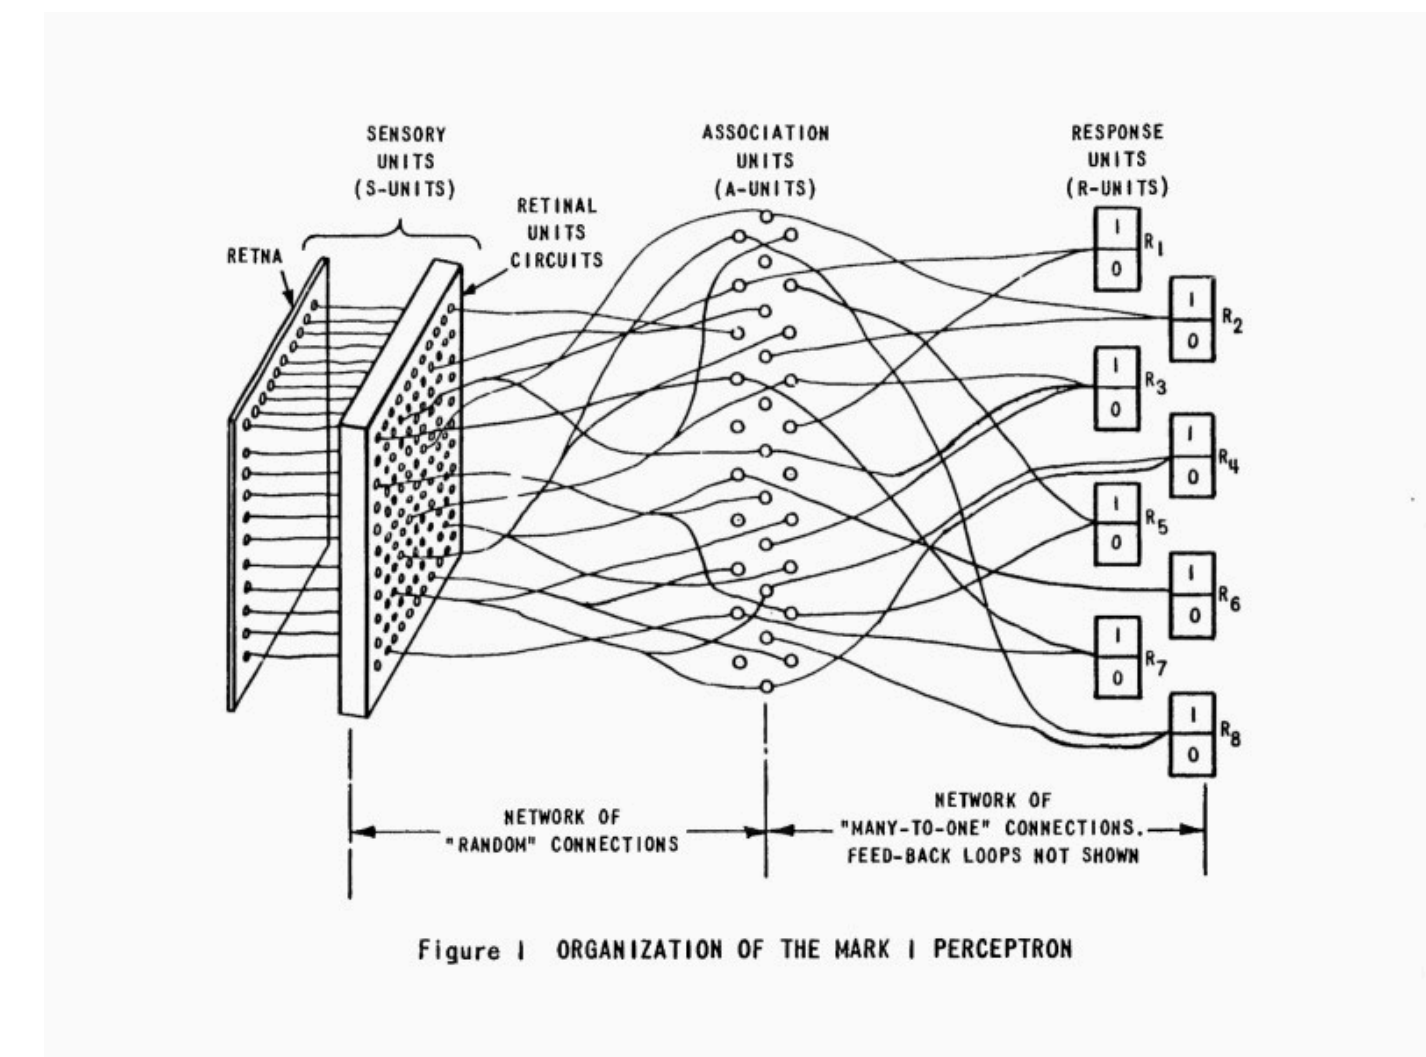 SENSORY
UNITS
(S-UNITS)
ASSOCIATION
UNITS
(A-UNITS)
RESPONSE
UNITS
(R-UNITS)
RETINAL
UNITS
CIRCUITS
RETNA
1
0
R1
1
0
R2
1
0
R3
1
0
R4
1
0
R5
1
0
R6
1
0
R7
1
0
R8
NETWORK OF
"RANDOM" CONNECTIONS
NETWORK OF
"MANY-TO-ONE" CONNECTIONS.
FEED-BACK LOOPS NOT SHOWN
Figure 1 ORGANIZATION OF THE MARK I PERCEPTRON